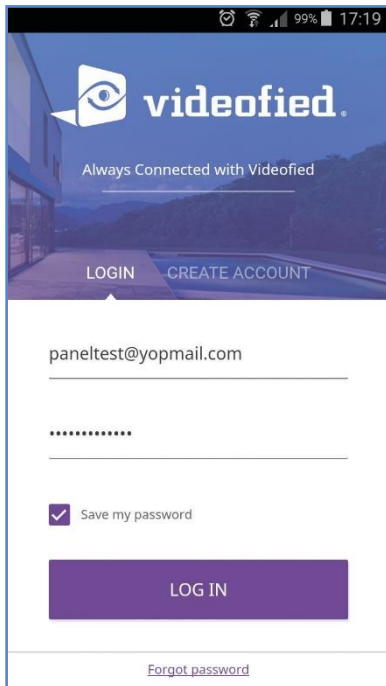 99% 17:19
videofied®
Always Connected with Videofied
LOGIN CREATE ACCOUNT
paneltest@yopmail.com
•••••••••••••
Save my password
LOG IN
Forgot password